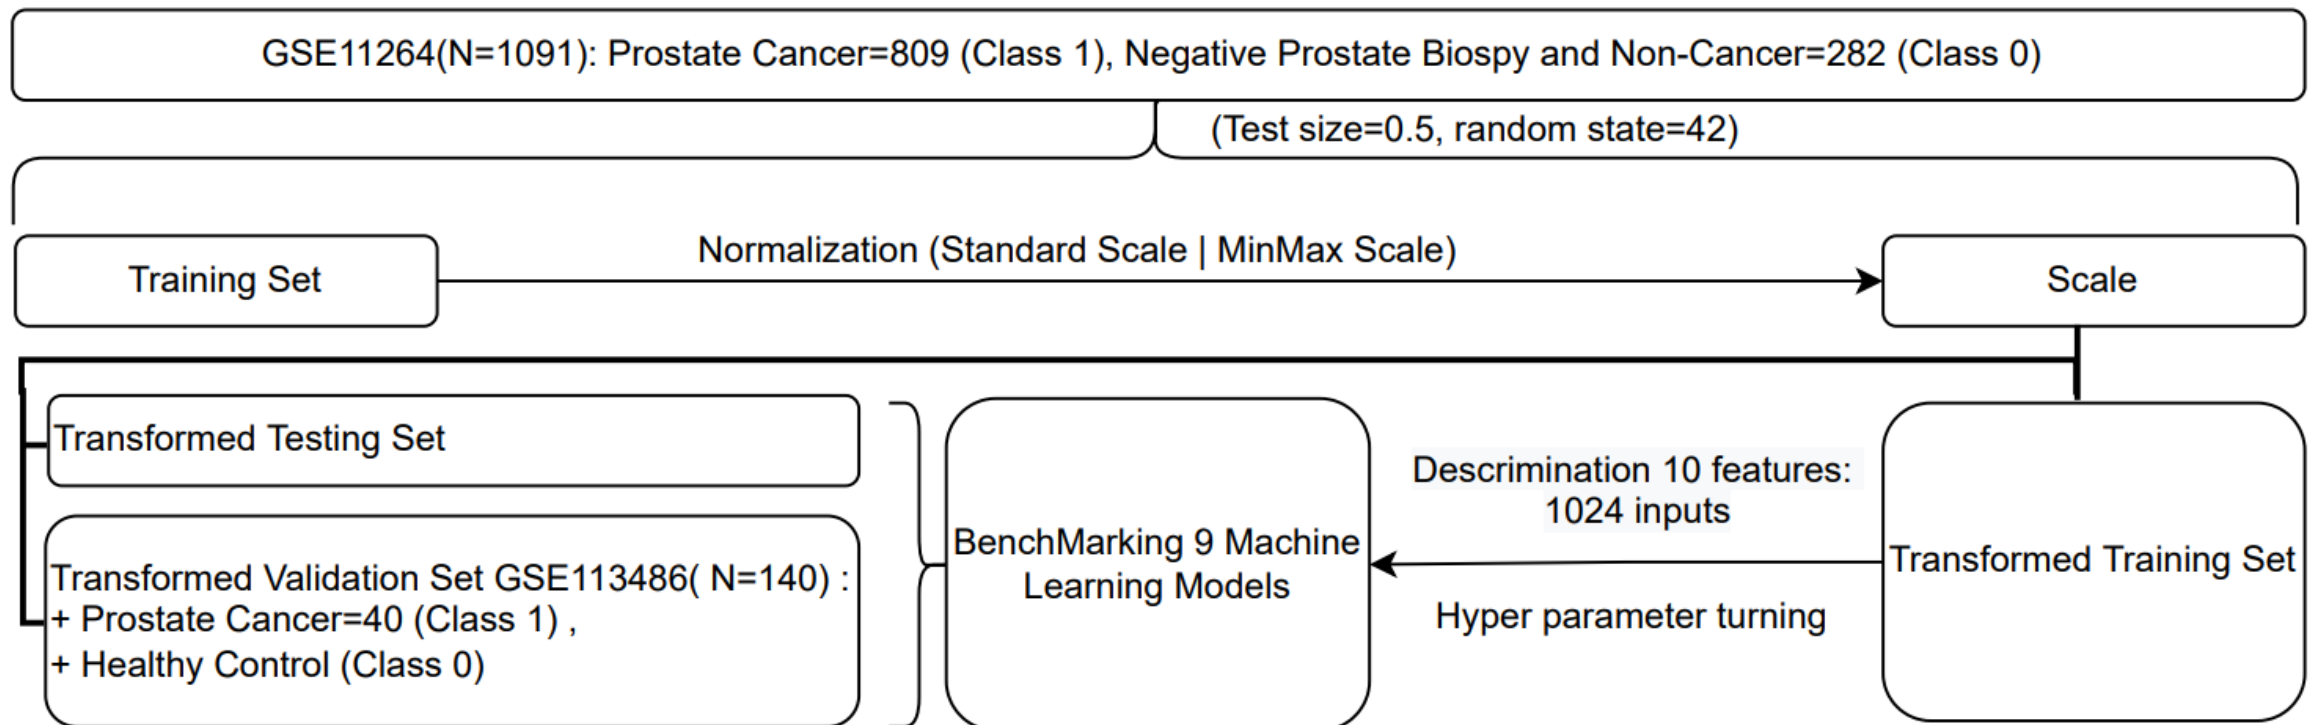 GSE11264(N=1091): Prostate Cancer=809 (Class 1), Negative Prostate Biospy and Non-Cancer=282 (Class 0)
(Test size=0.5, random state=42)
Training Set
Normalization (Standard Scale | MinMax Scale)
Scale
Transformed Testing Set
Transformed Validation Set GSE113486( N=140) :
+ Prostate Cancer=40 (Class 1) ,
+ Healthy Control (Class 0)
BenchMarking 9 Machine
Learning Models
Descrimination 10 features:
1024 inputs
Hyper parameter turning
Transformed Training Set